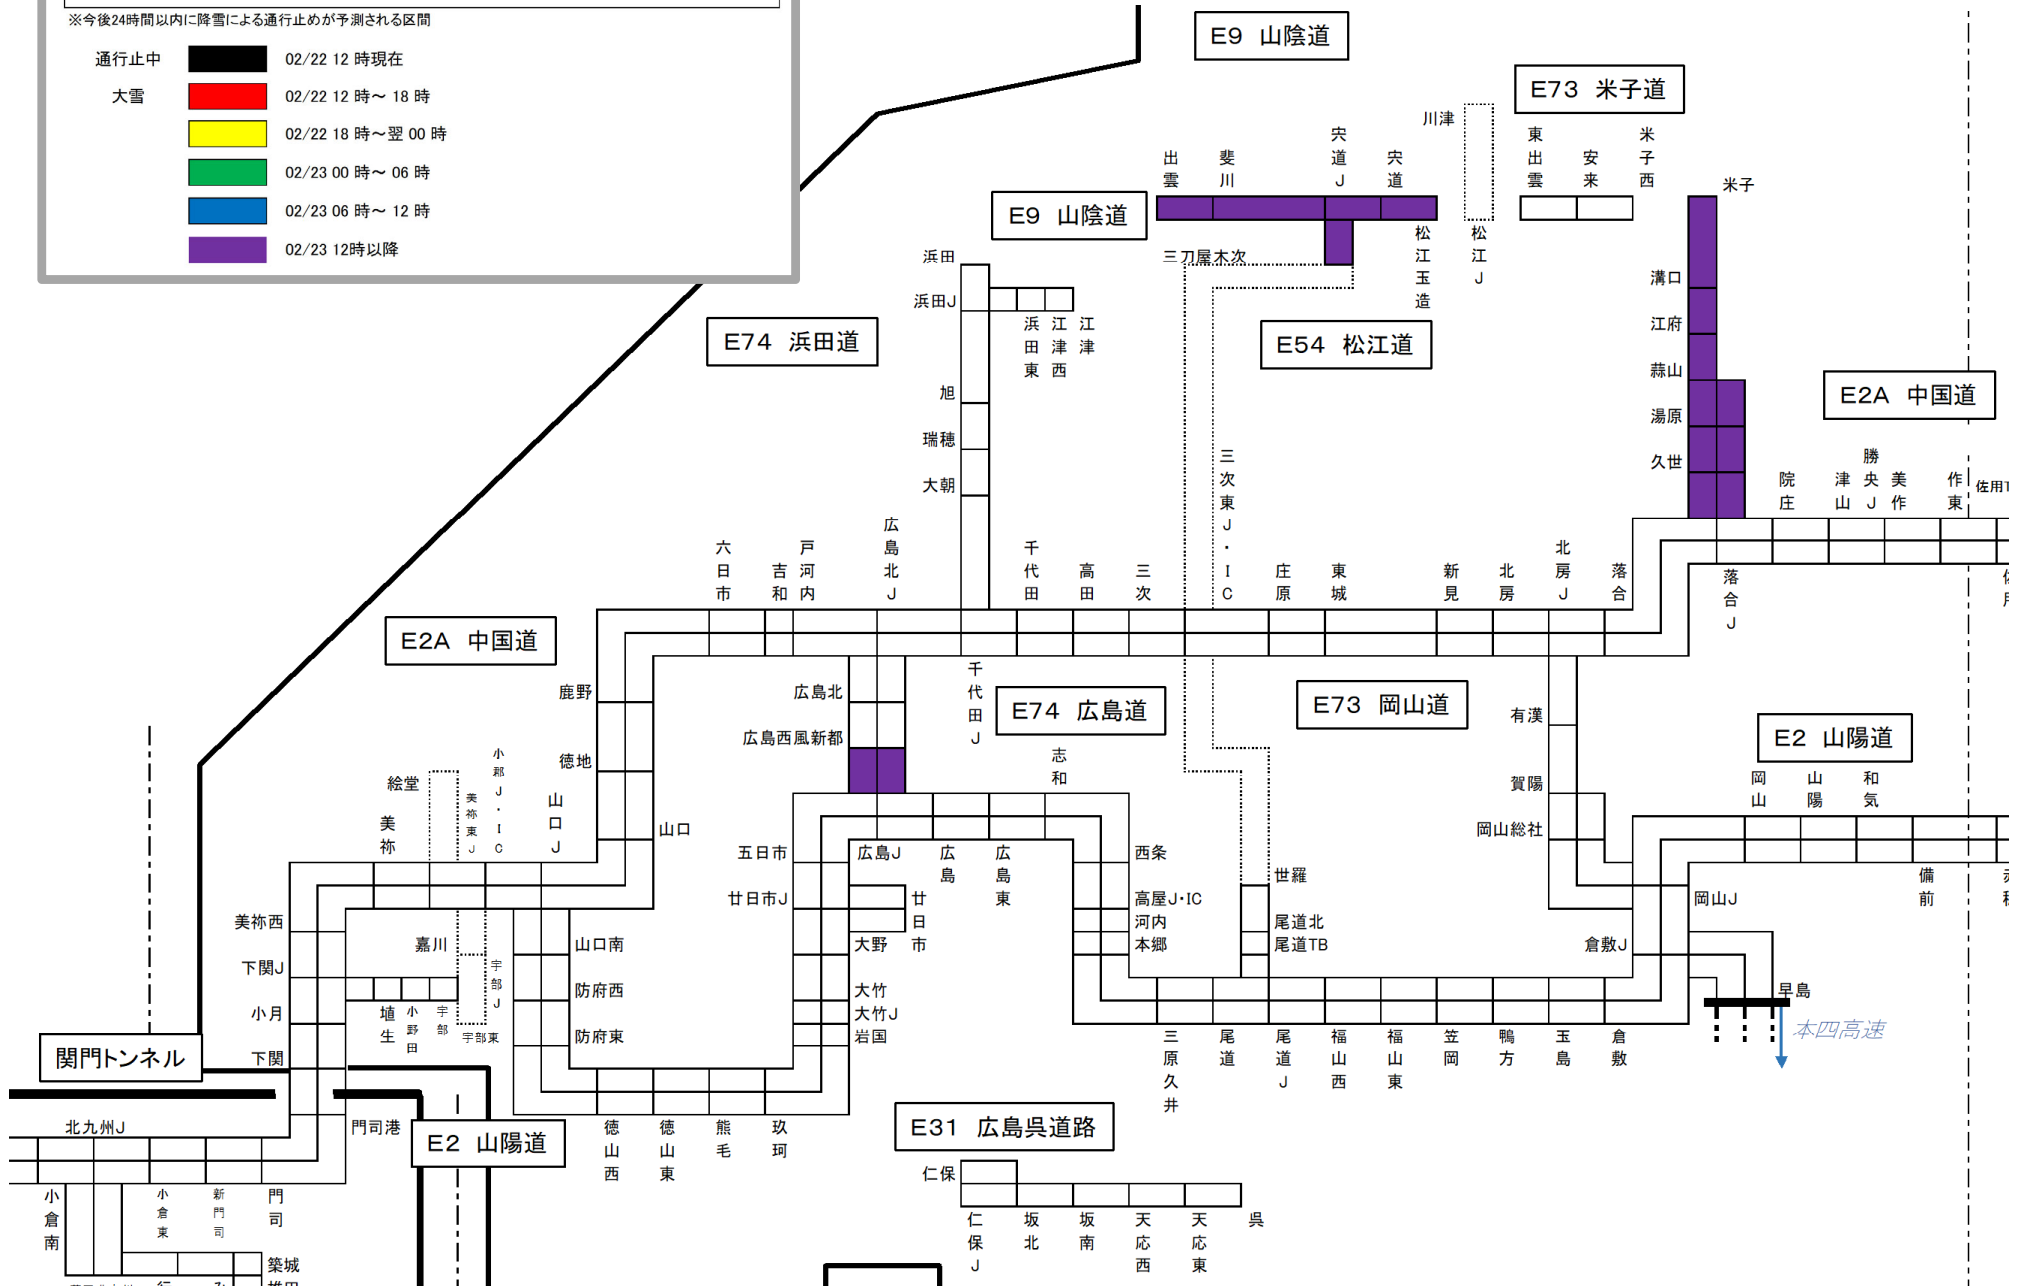 ※今後24時間以内に降雪による通行止めが予測される区間
通行止中 02/22 12 時現在
大雪 02/22 12 時～ 18 時
02/22 18 時～翌 00 時
02/23 00 時～ 06 時
02/23 06 時～ 12 時
02/23 12時以降
E9 山陰道
E73 米子道
川津
宍道J
宍道
東出雲
安来
米子西
出雲
斐川
米子
E9 山陰道
松江玉造
松江J
浜田
三刀屋木次
溝口
浜田J
浜田東
江津西
江津
江府
E74 浜田道
E54 松江道
蒜山
E2A 中国道
旭
湯原
瑞穂
三次東J・IC
久世
大朝
院庄
津山
勝央J
美作
作東
佐用T
六日市
吉和
戸河内
広島北J
千代田
高田
三次
庄原
東城
新見
北房
北房J
落合
落合J
E2A 中国道
鹿野
広島北
千代田J
E74 広島道
E73 岡山道
有漢
広島西風新都
E2 山陽道
徳地
志和
絵堂
小郡J・IC
美祢東J
美祢
山口J
賀陽
岡山
山陽
和気
山口
岡山総社
五日市
広島J
広島
広島東
西条
世羅
備前
廿日市J
廿日市
高屋J・IC
岡山J
美祢西
河内
尾道北
嘉川
山口南
大野
本郷
尾道TB
倉敷J
下関J
宇部J
防府西
大竹
早島
小月
埴生
小野田
宇部
宇部東
大竹J
本四高速
防府東
岩国
三原久井
尾道
尾道J
福山西
福山東
笠岡
鴨方
玉島
倉敷
関門トンネル
下関
北九州J
門司港
E2 山陽道
徳山西
徳山東
熊毛
玖珂
E31 広島呉道路
仁保
小倉南
小倉東
新門司
門司
仁保J
坂北
坂南
天応西
天応東
呉
築城